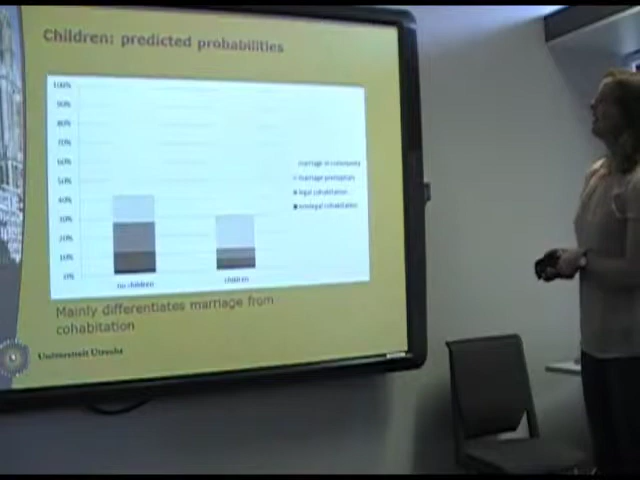 Children: predicted probabilities
100%
90%
80%
70%
60%
50%
40%
30%
20%
10%
0%
marriage in community
marriage prenuptial
legal cohabitation
nonlegal cohabitation
no children
children
Mainly differentiates marriage from
cohabitation
Universiteit Utrecht